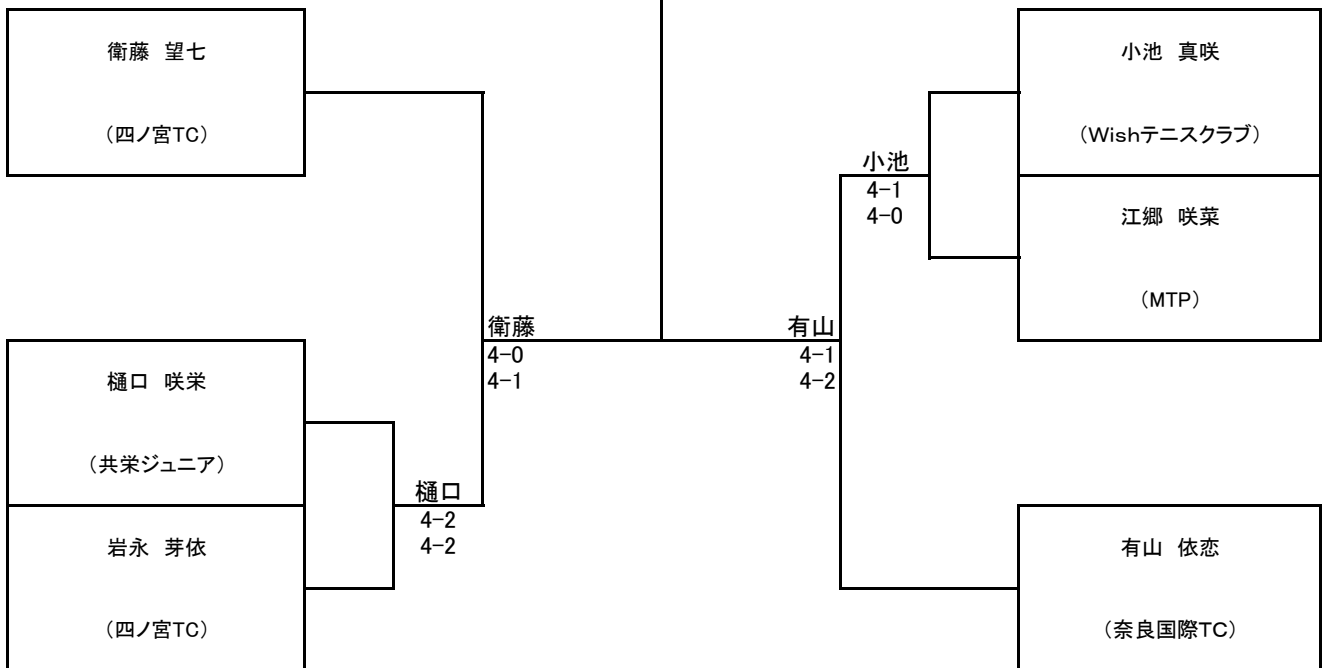 衛藤　望七
（四ノ宮TC）
樋口　咲栄
（共栄ジュニア）
岩永　芽依
（四ノ宮TC）
樋口
4-2
4-2
衛藤
4-0
4-1
有山
4-1
4-2
小池
4-1
4-0
小池　真咲
（Wishテニスクラブ）
江郷　咲菜
（MTP）
有山　依恋
（奈良国際TC）